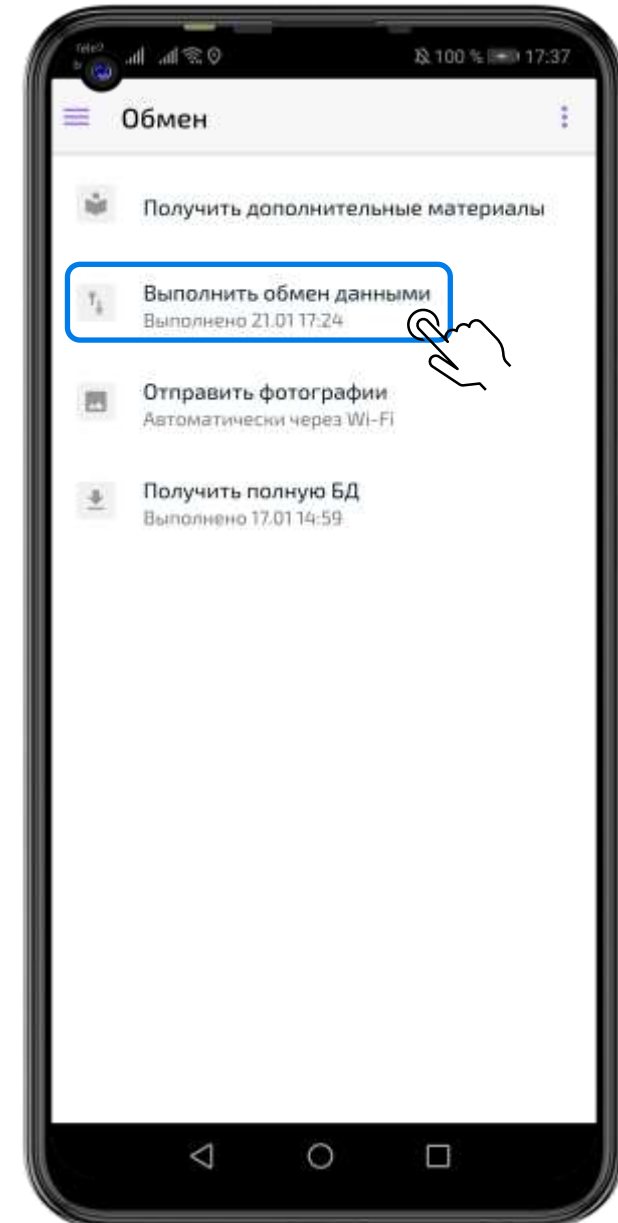 Tele2
100 % 17:37
Обмен
Получить дополнительные материалы
Выполнить обмен данными
Выполнено 21.01 17:24
Отправить фотографии
Автоматически через Wi-Fi
Получить полную БД
Выполнено 17.01 14:59